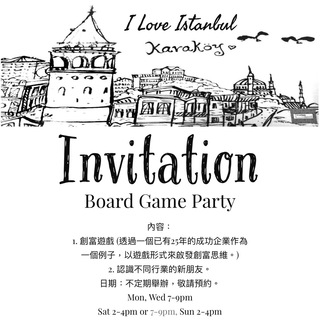 I Love Istanbul
Karaköy
Invitation
Board Game Party
內容：
1. 創富遊戲 (透過一個已有25年的成功企業作為
一個例子，以遊戲形式來啟發創富思維。)
2. 認識不同行業的新朋友。
日期：不定期舉辦，敬請預約。
Mon, Wed 7-9pm
Sat 2-4pm or 7-9pm. Sun 2-4pm